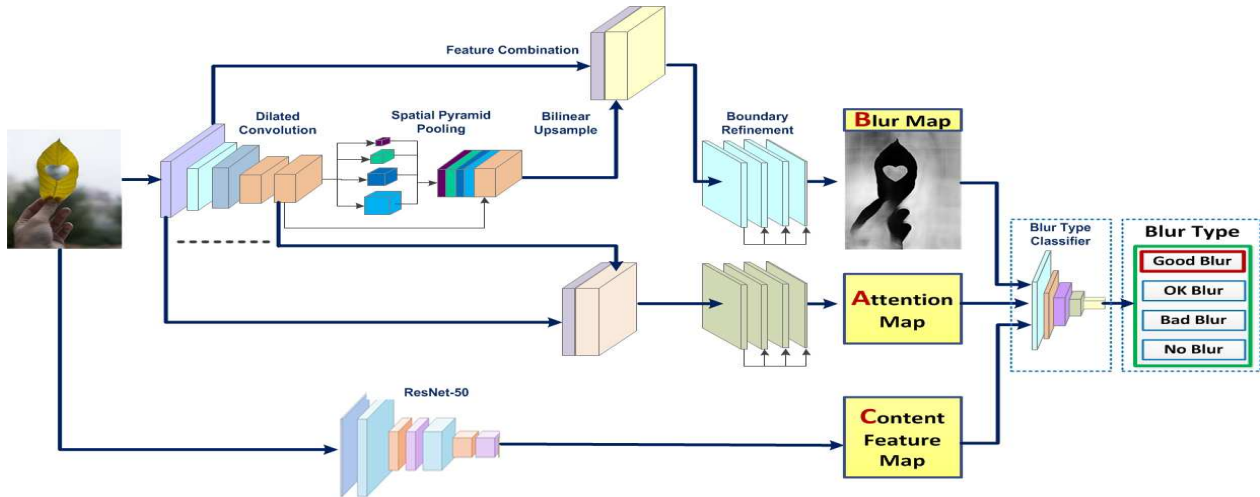 Feature Combination
Dilated
Convolution
Spatial Pyramid
Pooling
Bilinear
Upsample
Boundary
Refinement
Blur Map
Blur Type
Classifier
Blur Type
Good Blur
OK Blur
Bad Blur
No Blur
Attention
Map
ResNet-50
Content
Feature
Map